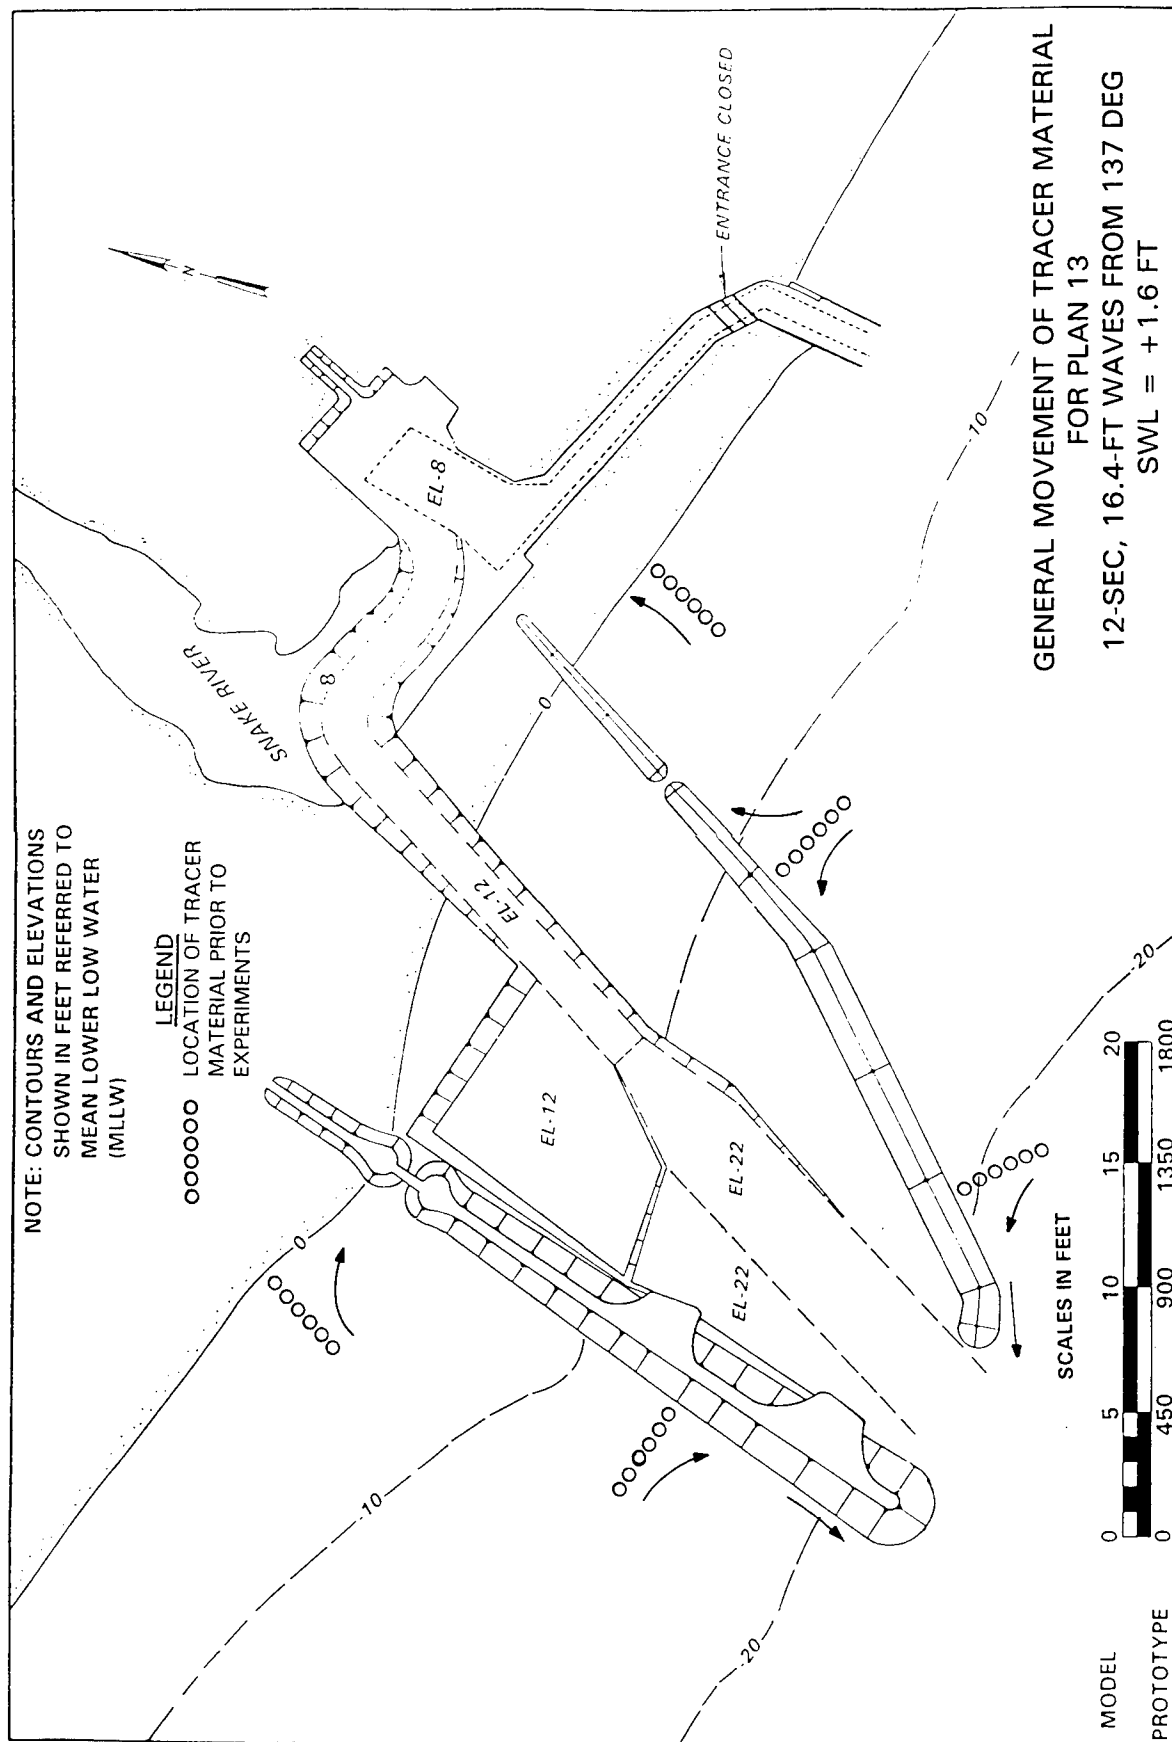 NOTE: CONTOURS AND ELEVATIONS
SHOWN IN FEET REFERRED TO
MEAN LOWER LOW WATER
(MLLW)
LEGEND
LOCATION OF TRACER
MATERIAL PRIOR TO
EXPERIMENTS
N
SNAKE RIVER
8
EL-8
EL-12
EL-12
EL-22
EL-22
ENTRANCE CLOSED
0
0
-10
-10
-20
-20
SCALES IN FEET
MODEL
0 5 10 15 20
PROTOTYPE
0 450 900 1350 1800
GENERAL MOVEMENT OF TRACER MATERIAL
FOR PLAN 13
12-SEC, 16.4-FT WAVES FROM 137 DEG
SWL = +1.6 FT